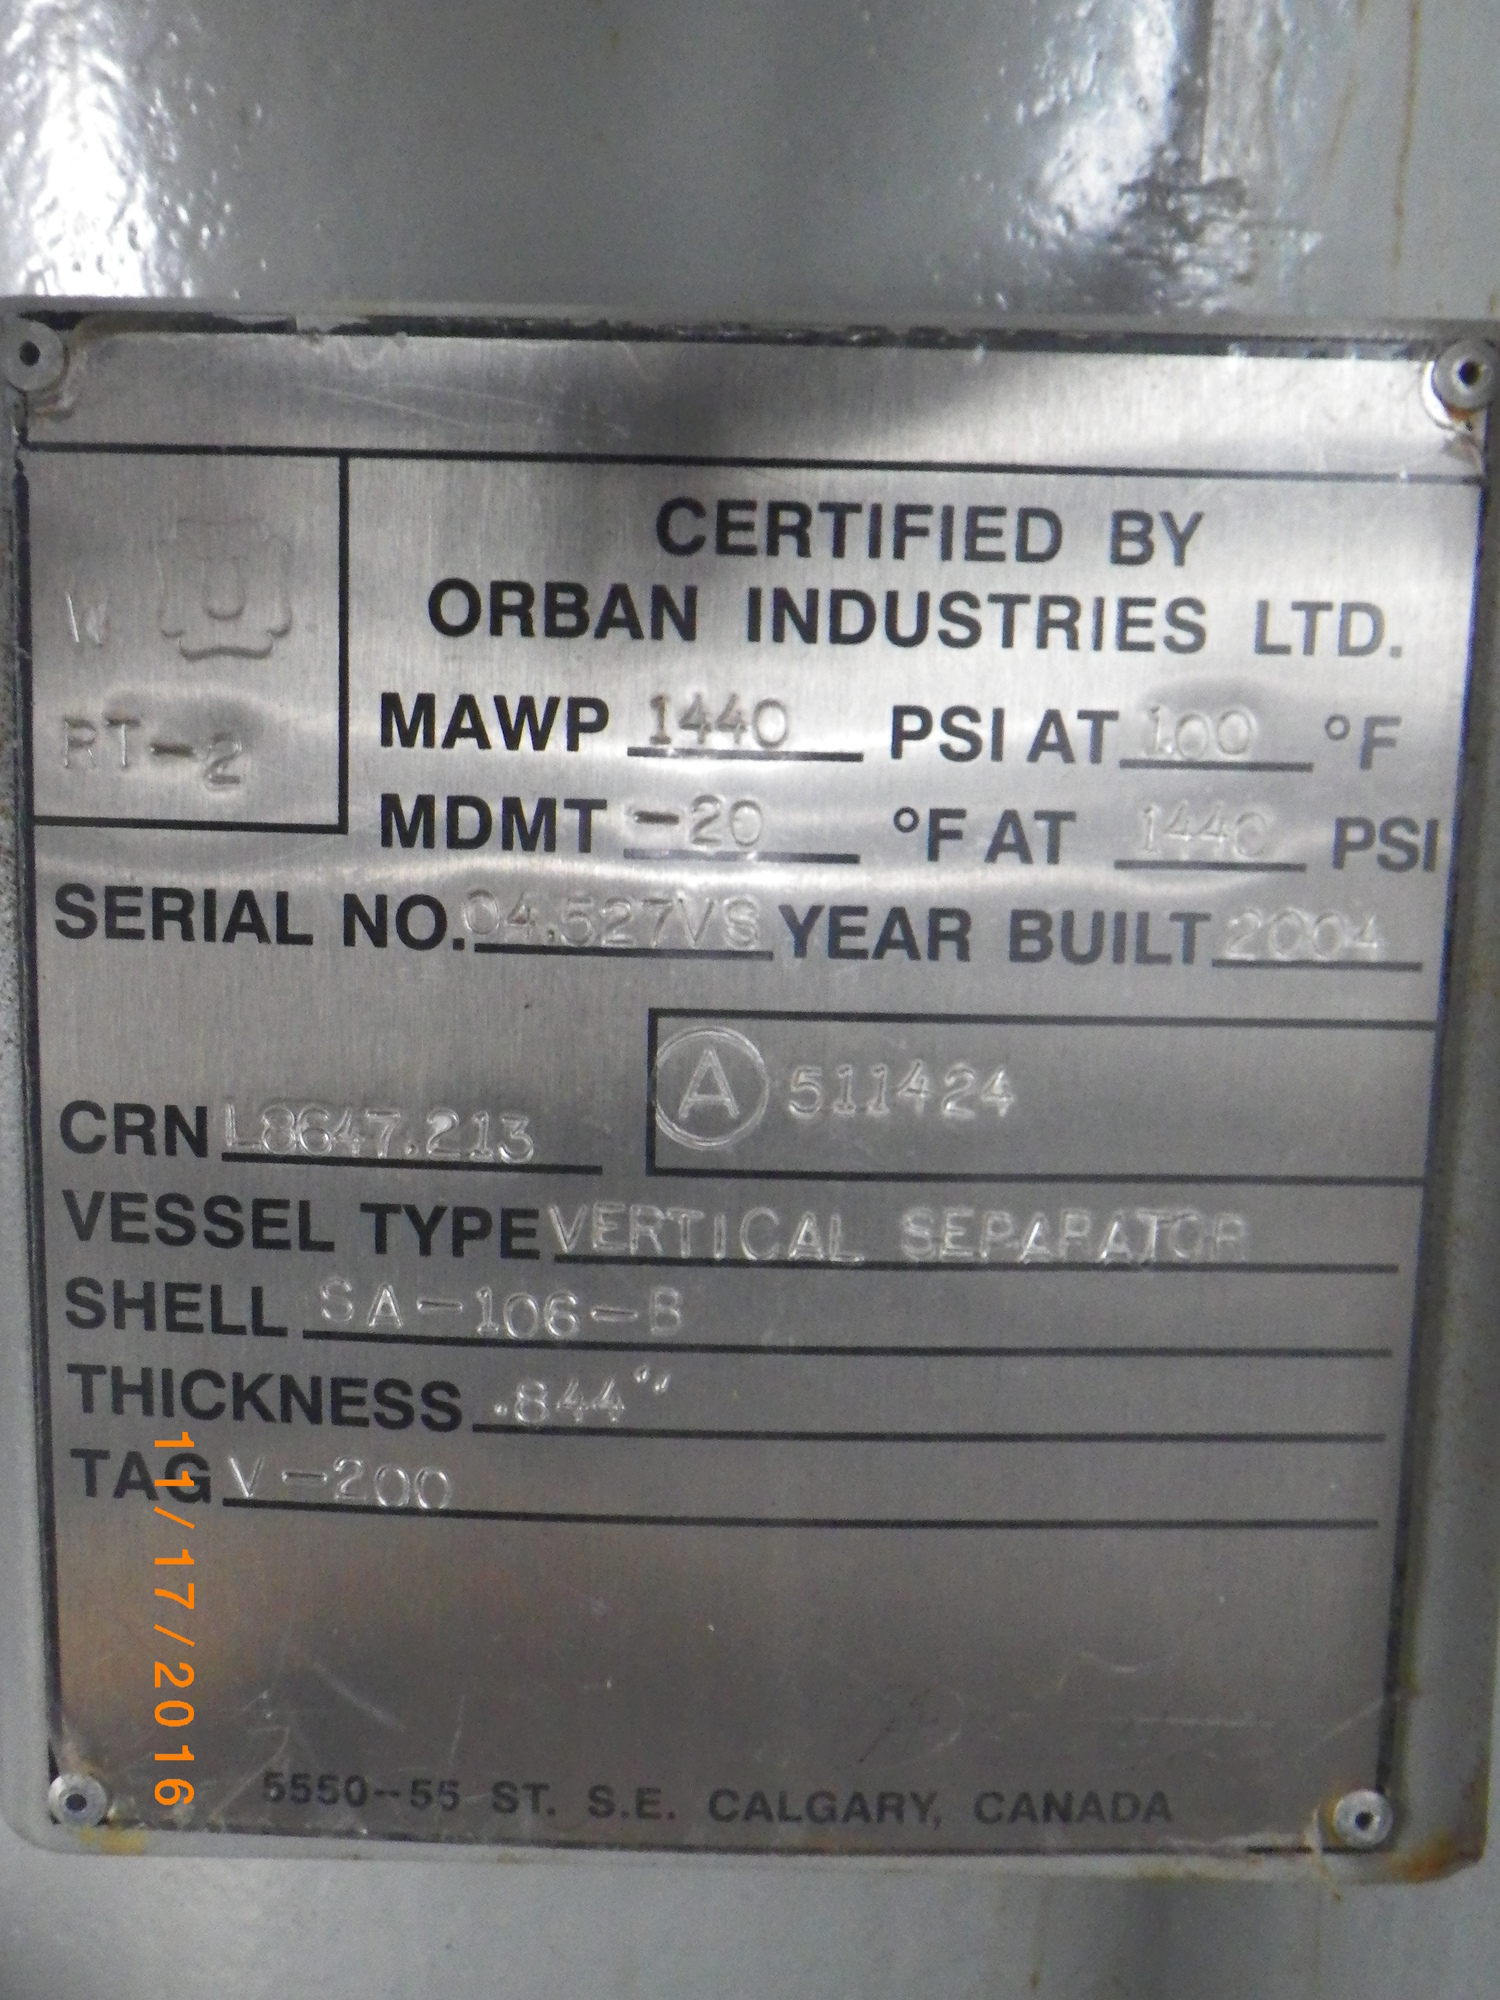 CERTIFIED BY
ORBAN INDUSTRIES LTD.
W U
RT-2
MAWP 1440 PSI AT 100 °F
MDMT -20 °F AT 1440 PSI
SERIAL NO. 04.527VS YEAR BUILT 2004
A 511424
CRN L8647.213
VESSEL TYPE VERTICAL SEPARATOR
SHELL SA-106-B
THICKNESS .844"
TAG V-200
5550-55 ST. S.E. CALGARY, CANADA
11/17/2016